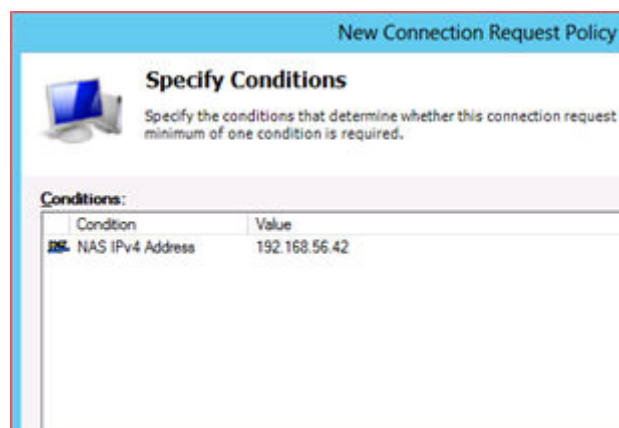 New Connection Request Policy
Specify Conditions
Specify the conditions that determine whether this connection request
minimum of one condition is required.
Conditions:
Condition Value
NAS IPv4 Address 192.168.56.42